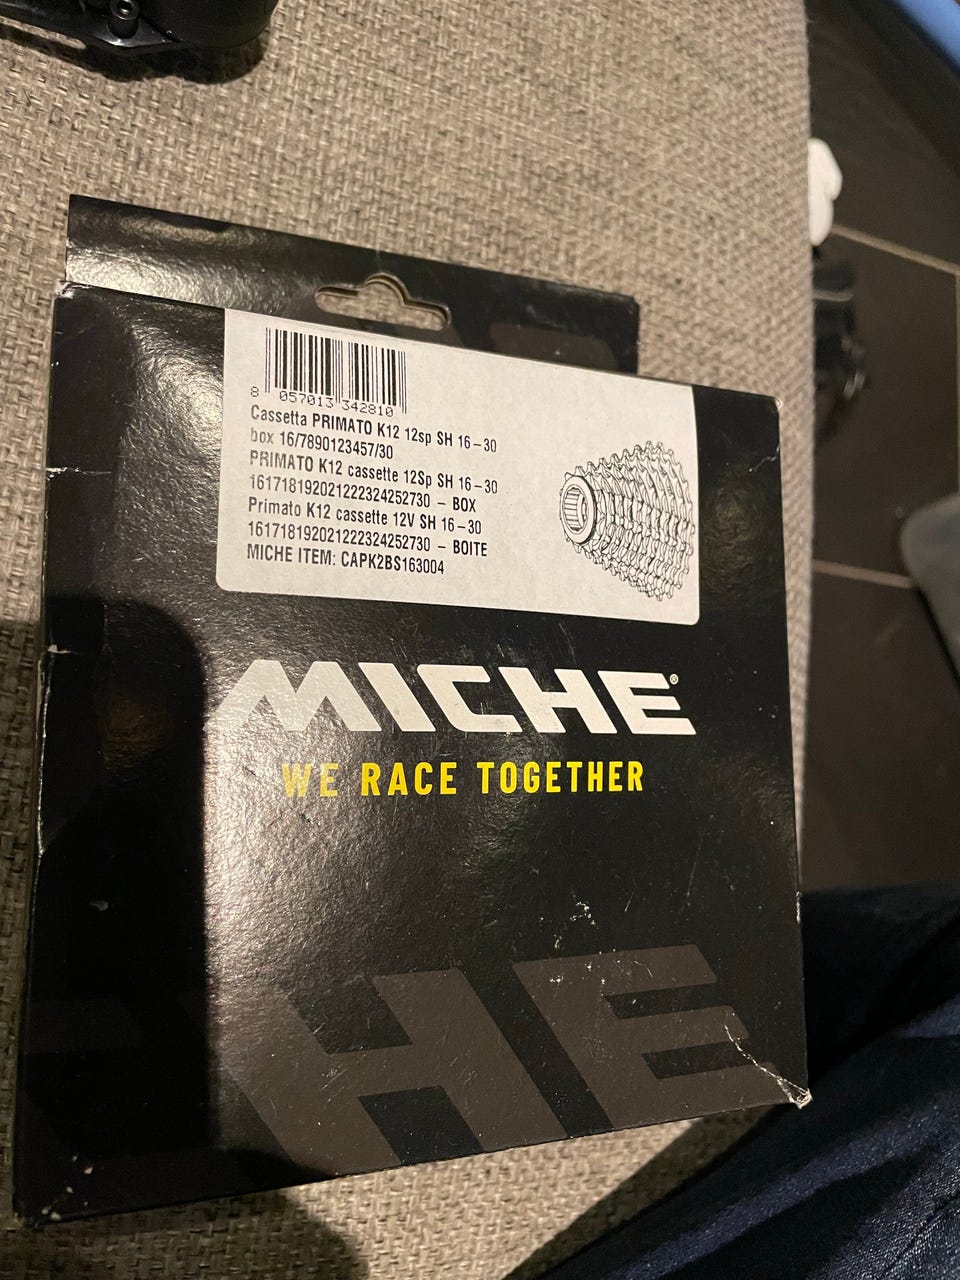 8 057013 342810
Cassetta PRIMATO K12 12sp SH 16-30
box 16/7890123457/30
PRIMATO K12 cassette 12Sp SH 16-30
161718192021222324252730 - BOX
Primato K12 cassette 12V SH 16-30
161718192021222324252730 - BOITE
MICHE ITEM: CAPK2BS163004
MICHE®
WE RACE TOGETHER
HE